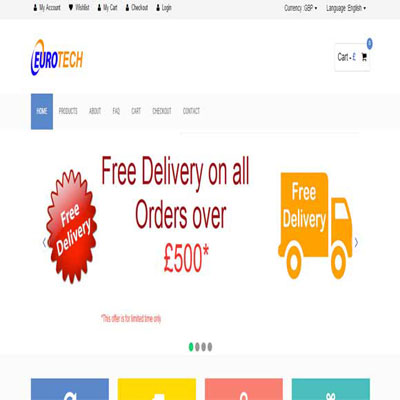 My Account Wishlist My Cart Checkout Login Currency: GBP Language: English
EUROTECH
Cart - £
0
HOME PRODUCTS ABOUT FAQ CART CHECKOUT CONTACT
Free Delivery on all
Orders over
£500*
Free
Delivery
Free
Delivery
*This offer is for limited time only